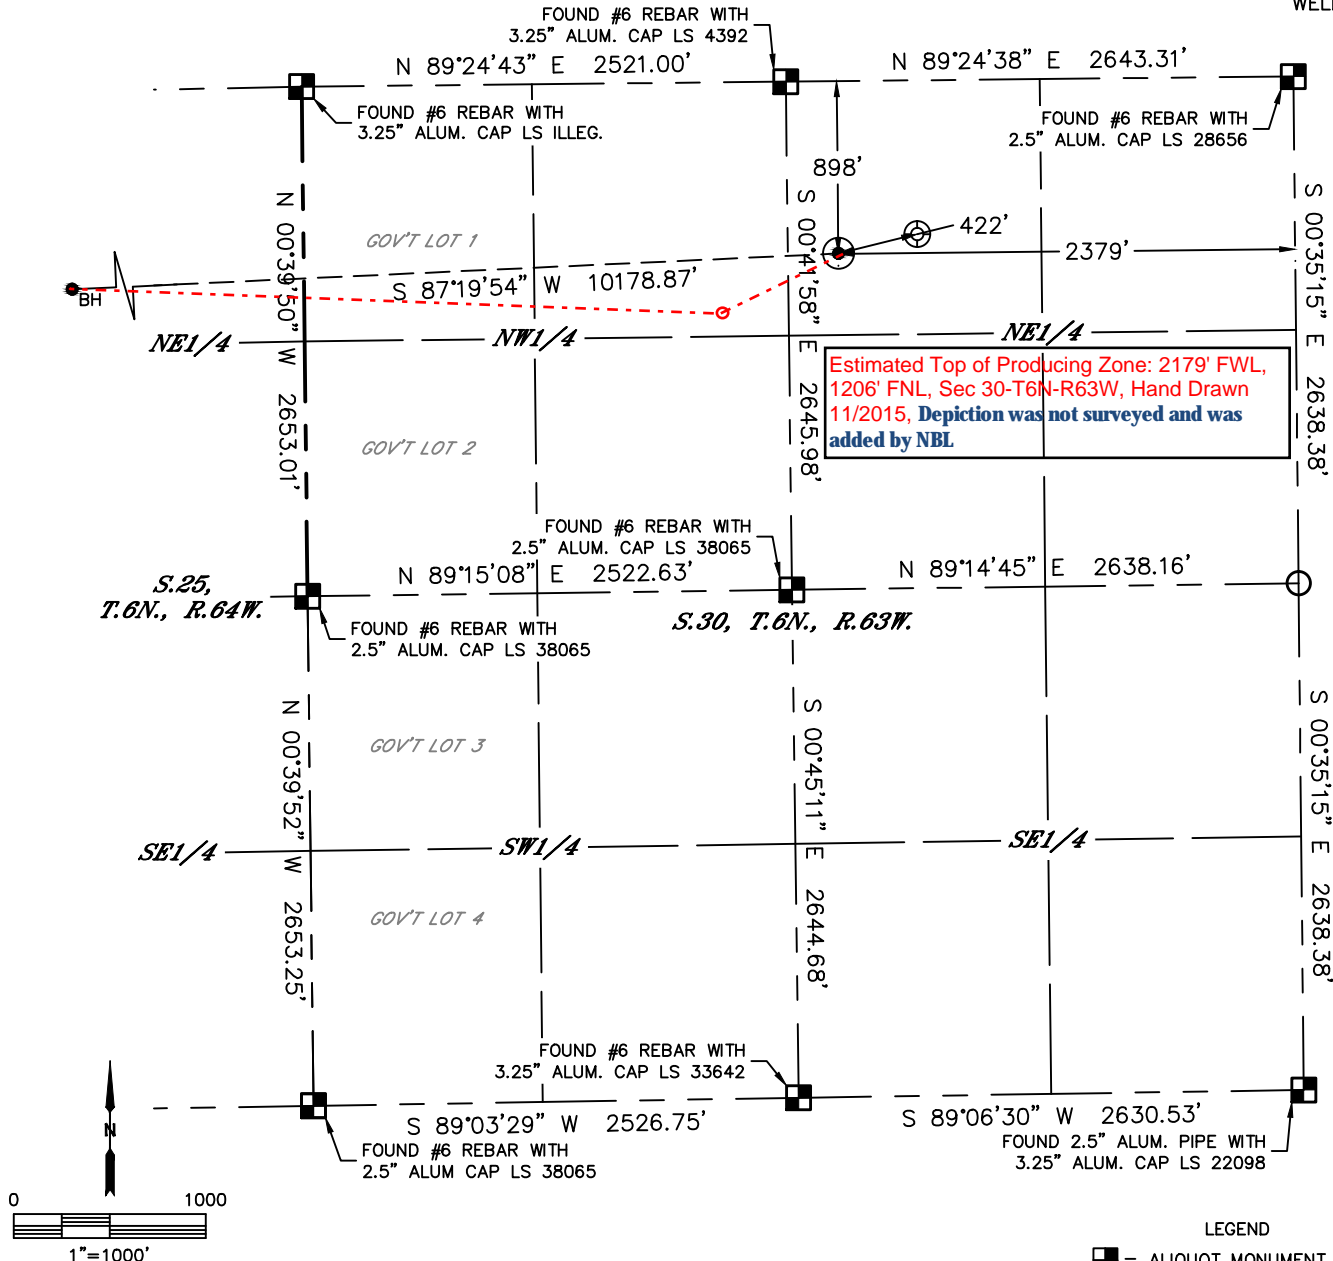 WELL
FOUND #6 REBAR WITH
3.25" ALUM. CAP LS 4392
N 89°24'43" E 2521.00'
N 89°24'38" E 2643.31'
FOUND #6 REBAR WITH
3.25" ALUM. CAP LS ILLEG.
FOUND #6 REBAR WITH
2.5" ALUM. CAP LS 28656
898'
422'
2379'
GOV'T LOT 1
S 87°19'54" W 10178.87'
BH
N 00°39'50" W 2653.01'
S 00°41'58" E 2645.98'
S 00°35'15" E 2638.38'
NE1/4
NW1/4
NE1/4
Estimated Top of Producing Zone: 2179' FWL,
1206' FNL, Sec 30-T6N-R63W, Hand Drawn
11/2015, Depiction was not surveyed and was
added by NBL
GOV'T LOT 2
FOUND #6 REBAR WITH
2.5" ALUM. CAP LS 38065
N 89°15'08" E 2522.63'
N 89°14'45" E 2638.16'
S.25,
T.6N., R.64W.
S.30, T.6N., R.63W.
FOUND #6 REBAR WITH
2.5" ALUM. CAP LS 38065
N 00°39'52" W 2653.25'
S 00°45'11" E 2644.68'
S 00°35'15" E 2638.38'
GOV'T LOT 3
SE1/4
SW1/4
SE1/4
GOV'T LOT 4
FOUND #6 REBAR WITH
3.25" ALUM. CAP LS 33642
S 89°03'29" W 2526.75'
S 89°06'30" W 2630.53'
FOUND #6 REBAR WITH
2.5" ALUM CAP LS 38065
FOUND 2.5" ALUM. PIPE WITH
3.25" ALUM. CAP LS 22098
N
0 1000
1"=1000'
LEGEND
= ALIQUOT MONUMENT